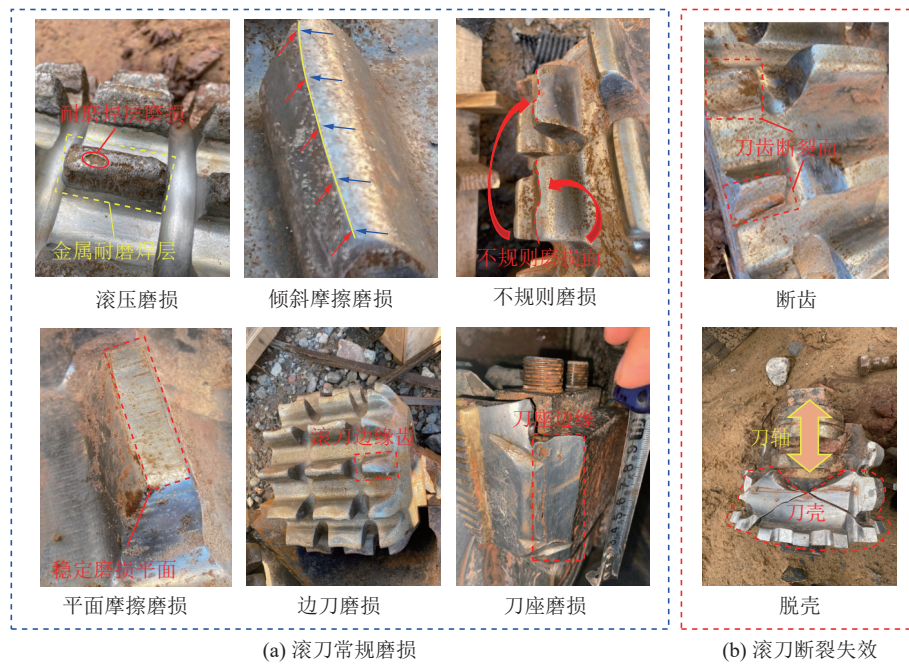 耐磨焊层磨损
金属耐磨焊层
滚压磨损
倾斜摩擦磨损
不规则磨损面
不规则磨损
刀齿断裂面
断齿
稳定磨损平面
平面摩擦磨损
滚刀边缘齿
边刀磨损
刀座边缘
刀座磨损
刀轴
刀壳
脱壳
(a) 滚刀常规磨损
(b) 滚刀断裂失效